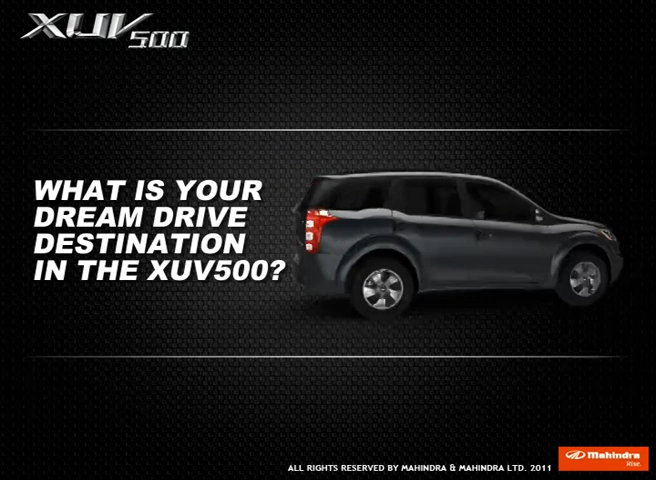 XUV500
WHAT IS YOUR
DREAM DRIVE
DESTINATION
IN THE XUV500?
ALL RIGHTS RESERVED BY MAHINDRA & MAHINDRA LTD. 2011
Mahindra
Rise.